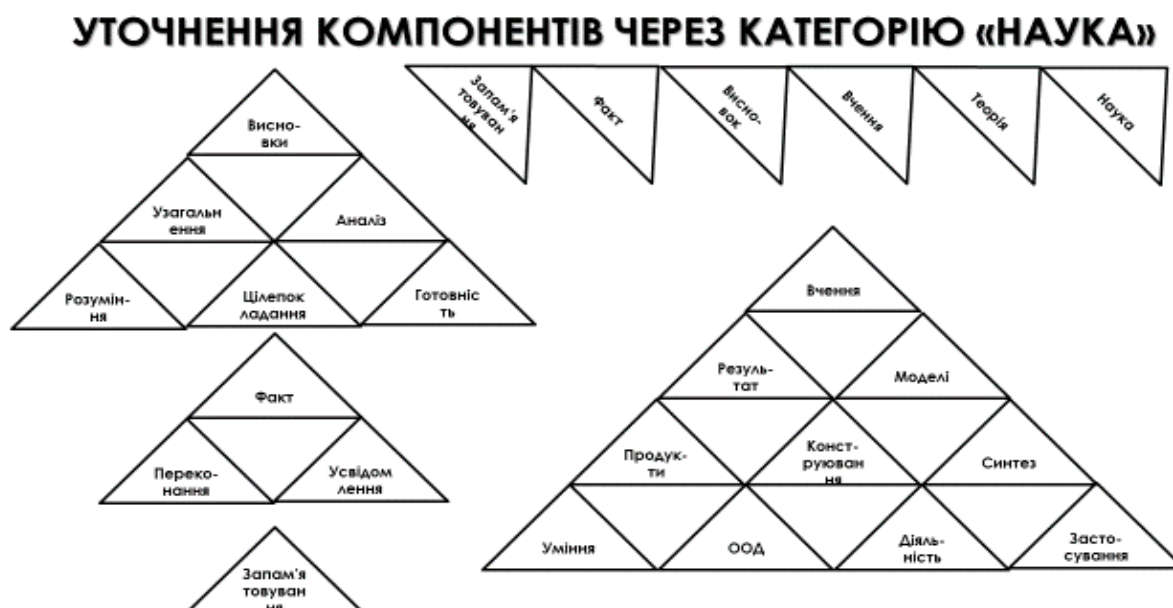 УТОЧНЕННЯ КОМПОНЕНТІВ ЧЕРЕЗ КАТЕГОРІЮ «НАУКА»
Запам’я
товуван
ня
Факт
Висно-
вок
Вчення
Теорія
Наука
Висно-
вки
Узагальн
ення
Аналіз
Розумін-
ня
Цілепок
ладання
Готовніс
ть
Факт
Переко-
нання
Усвідом
лення
Запам’я
товуван
ня
Вчення
Резуль-
тат
Моделі
Продук-
ти
Конст-
руюван
ня
Синтез
Уміння
ООД
Діяль-
ність
Засто-
сування